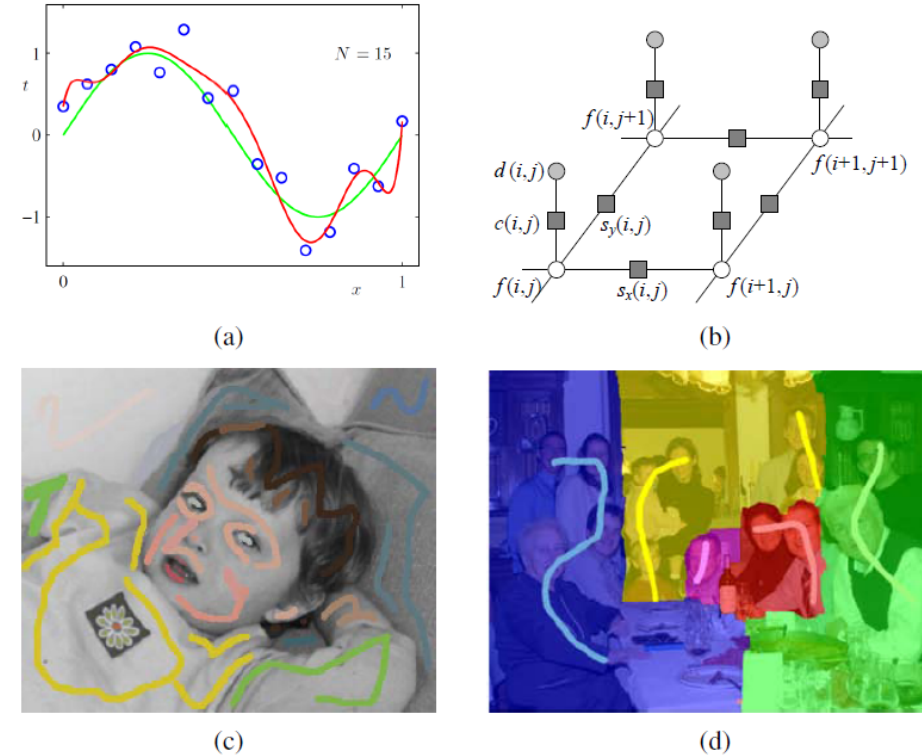 1
t
N = 15
0
−1
0
x
1
(a)
f(i, j+1)
f(i+1, j+1)
d(i, j)
c(i, j)
s_y(i, j)
f(i, j)
s_x(i, j)
f(i+1, j)
(b)
(c)
(d)